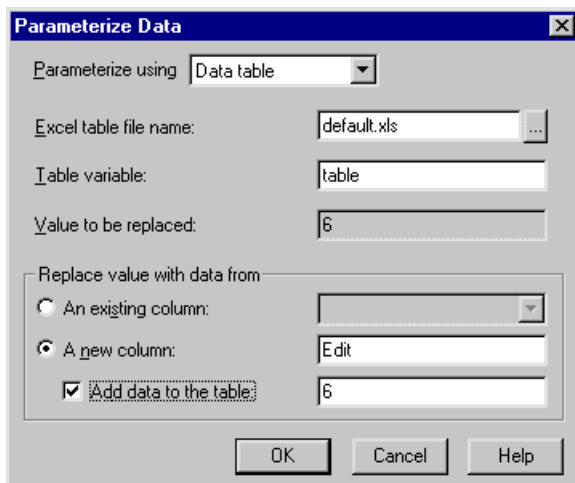 Parameterize Data
Parameterize using Data table
Excel table file name: default.xls ...
Table variable: table
Value to be replaced: 6
Replace value with data from
An existing column:
A new column: Edit
Add data to the table: 6
OK Cancel Help